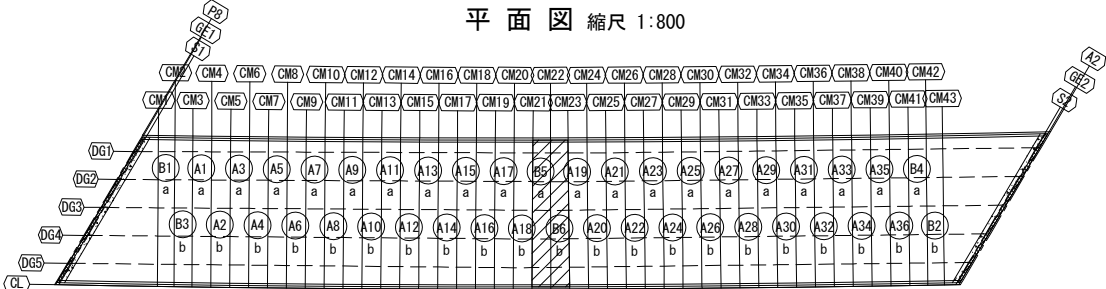 平 面 図 縮尺 1:800
P8
GE1
S1
A2
GE2
CM2 CM4 CM6 CM8 CM10 CM12 CM14 CM16 CM18 CM20 CM22 CM24 CM26 CM28 CM30 CM32 CM34 CM36 CM38 CM40 CM42
CM1 CM3 CM5 CM7 CM9 CM11 CM13 CM15 CM17 CM19 CM21 CM23 CM25 CM27 CM29 CM31 CM33 CM35 CM37 CM39 CM41 CM43
DG1
B1 A1 A3 A5 A7 A9 A11 A13 A15 A17 B5 A19 A21 A23 A25 A27 A29 A31 A33 A35 B4
DG2
a a a a a a a a a a a a a a a a a a a a a
DG3
B3 A2 A4 A6 A8 A10 A12 A14 A16 A18 B6 A20 A22 A24 A26 A28 A30 A32 A34 A36 B2
DG4
b b b b b b b b b b b b b b b b b b b b b
DG5
CL